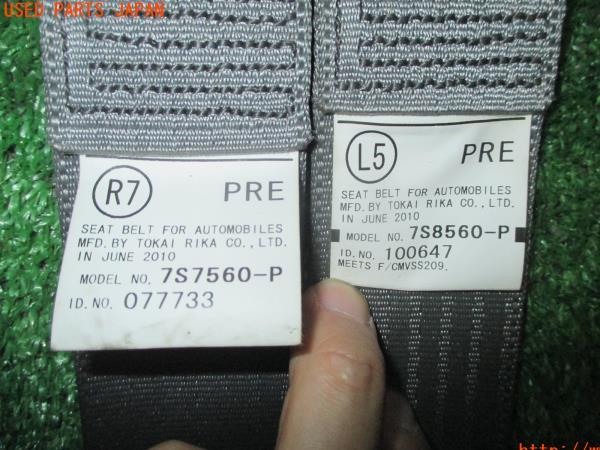 USED PARTS JAPAN
R7 PRE
SEAT BELT FOR AUTOMOBILES
MFD. BY TOKAI RIKA CO., LTD.
IN JUNE 2010
MODEL NO. 7S7560-P
ID. NO. 077733
L5 PRE
SEAT BELT FOR AUTOMOBILES
MFD. BY TOKAI RIKA CO., LTD.
IN JUNE 2010
MODEL NO. 7S8560-P
ID. NO. 100647
MEETS F/CMVSS209.